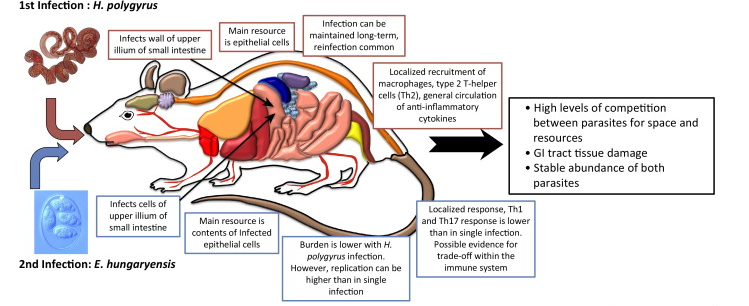 1st Infection : H. polygyrus
Infects wall of upper
illium of small intestine
Main resource
is epithelial cells
Infection can be
maintained long-term,
reinfection common
Localized recruitment of
macrophages, type 2 T-helper
cells (Th2), general circulation
of anti-inflammatory
cytokines
• High levels of competition
between parasites for space and
resources
• GI tract tissue damage
• Stable abundance of both
parasites
Infects cells of
upper illium of
small intestine
Main resource is
contents of Infected
epithelial cells
Burden is lower with H.
polygyrus infection.
However, replication can be
higher than in single
infection
Localized response, Th1
and Th17 response is lower
than in single infection.
Possible evidence for
trade-off within the
immune system
2nd Infection: E. hungaryensis